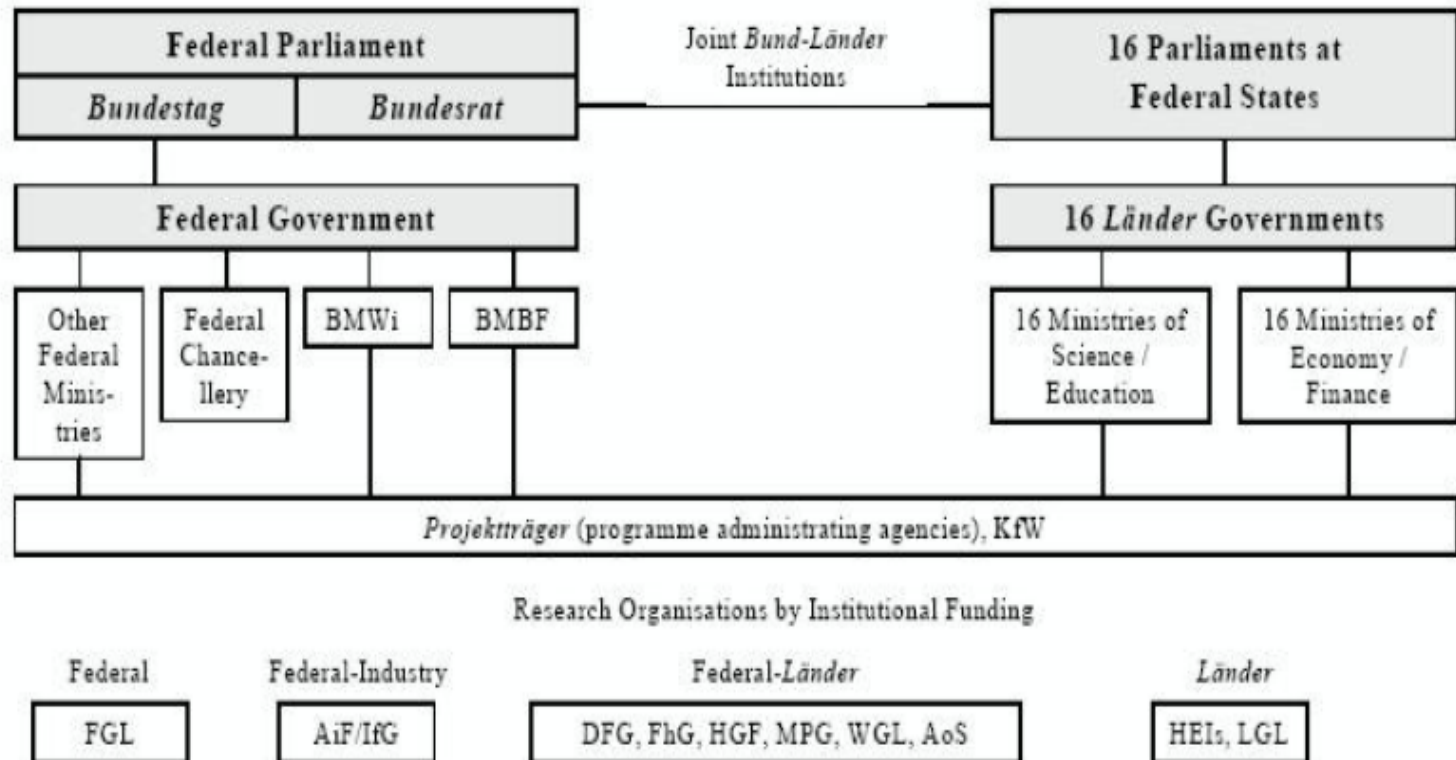 Federal Parliament
Bundestag
Bundesrat
Joint Bund-Länder
Institutions
16 Parliaments at
Federal States
Federal Government
16 Länder Governments
Other
Federal
Minis-
tries
Federal
Chance-
llery
BMWi
BMBF
16 Ministries of
Science /
Education
16 Ministries of
Economy /
Finance
Projektträger (programme administrating agencies), KfW
Research Organisations by Institutional Funding
Federal
Federal-Industry
Federal-Länder
Länder
FGL
AiF/IfG
DFG, FhG, HGF, MPG, WGL, AoS
HEIs, LGL